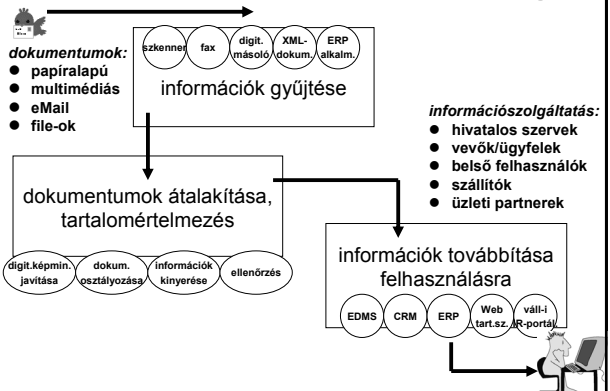 dokumentumok:
● papíralapú
● multimédiás
● eMail
● file-ok
szkenner
fax
digit.
másoló
XML-
dokum.
ERP
alkalm.
információk gyűjtése
információszolgáltatás:
● hivatalos szervek
● vevők/ügyfelek
● belső felhasználók
● szállítók
● üzleti partnerek
dokumentumok átalakítása,
tartalomértelmezés
digit.képmin.
javítása
dokum.
osztályozása
információk
kinyerése
ellenőrzés
információk továbbítása
felhasználásra
EDMS
CRM
ERP
Web
tart.sz.
váll-i
R-portál